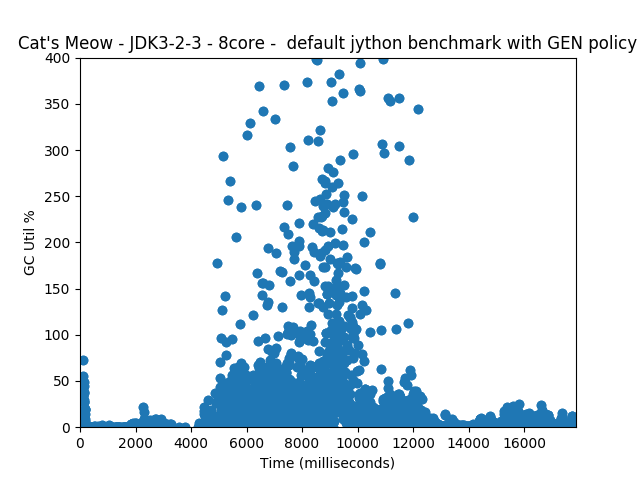 Cat's Meow - JDK3-2-3 - 8core -  default jython benchmark with GEN policy
400
350
300
250
200
150
100
50
0
GC Util %
0 2000 4000 6000 8000 10000 12000 14000 16000
Time (milliseconds)